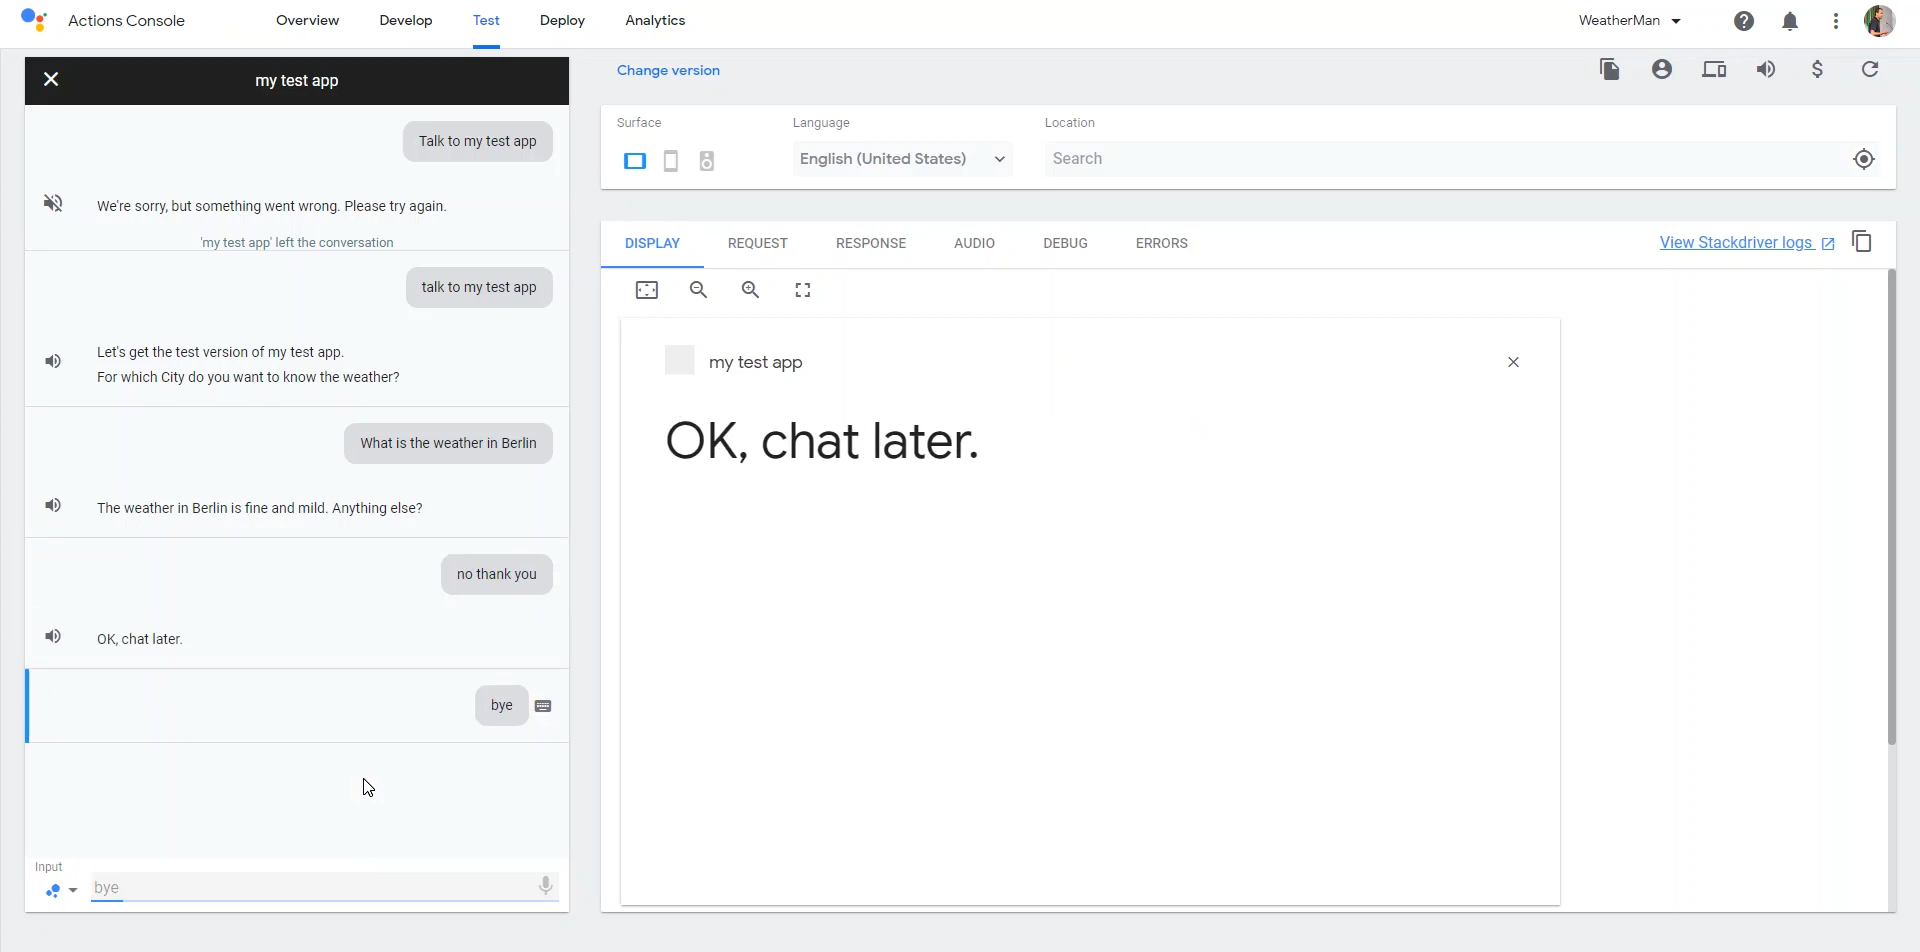 Actions Console
Overview
Develop
Test
Deploy
Analytics
WeatherMan
my test app
Talk to my test app
We're sorry, but something went wrong. Please try again.
'my test app' left the conversation
talk to my test app
Let's get the test version of my test app.
For which City do you want to know the weather?
What is the weather in Berlin
The weather in Berlin is fine and mild. Anything else?
no thank you
OK, chat later.
bye
Input
bye
Change version
Surface
Language
Location
English (United States)
Search
DISPLAY
REQUEST
RESPONSE
AUDIO
DEBUG
ERRORS
View Stackdriver logs
my test app
OK, chat later.